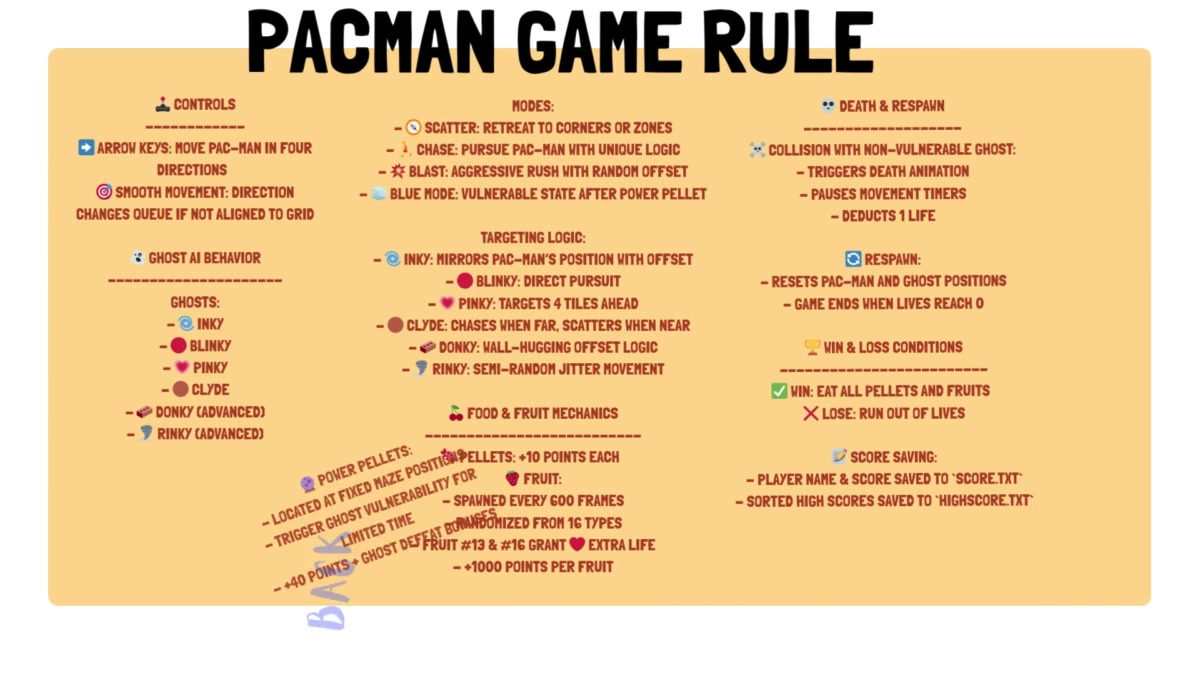 PACMAN GAME RULE
🕹️ CONTROLS
------------
➡️ ARROW KEYS: MOVE PAC-MAN IN FOUR
DIRECTIONS
🎯 SMOOTH MOVEMENT: DIRECTION
CHANGES QUEUE IF NOT ALIGNED TO GRID
👻 GHOST AI BEHAVIOR
---------------------
GHOSTS:
- 🌀 INKY
- 🔴 BLINKY
- 💗 PINKY
- 🟤 CLYDE
- 🧱 DONKY (ADVANCED)
- 🌪️ RINKY (ADVANCED)
🔮 POWER PELLETS:
- LOCATED AT FIXED MAZE POSITIONS
- TRIGGER GHOST VULNERABILITY FOR
LIMITED TIME
- +40 POINTS + GHOST DEFEAT BONUSES
BACK
MODES:
- 🧭 SCATTER: RETREAT TO CORNERS OR ZONES
- 🏃 CHASE: PURSUE PAC-MAN WITH UNIQUE LOGIC
- 💥 BLAST: AGGRESSIVE RUSH WITH RANDOM OFFSET
- 🧊 BLUE MODE: VULNERABLE STATE AFTER POWER PELLET
TARGETING LOGIC:
- 🌀 INKY: MIRRORS PAC-MAN'S POSITION WITH OFFSET
- 🔴 BLINKY: DIRECT PURSUIT
- 💗 PINKY: TARGETS 4 TILES AHEAD
- 🟤 CLYDE: CHASES WHEN FAR, SCATTERS WHEN NEAR
- 🧱 DONKY: WALL-HUGGING OFFSET LOGIC
- 🌪️ RINKY: SEMI-RANDOM JITTER MOVEMENT
🍒 FOOD & FRUIT MECHANICS
--------------------------
PELLETS: +10 POINTS EACH
🍓 FRUIT:
- SPAWNED EVERY 600 FRAMES
- RANDOMIZED FROM 16 TYPES
- FRUIT #13 & #16 GRANT ❤️ EXTRA LIFE
- +1000 POINTS PER FRUIT
💀 DEATH & RESPAWN
-------------------
☠️ COLLISION WITH NON-VULNERABLE GHOST:
- TRIGGERS DEATH ANIMATION
- PAUSES MOVEMENT TIMERS
- DEDUCTS 1 LIFE
🔄 RESPAWN:
- RESETS PAC-MAN AND GHOST POSITIONS
- GAME ENDS WHEN LIVES REACH 0
🏆 WIN & LOSS CONDITIONS
-------------------------
✅ WIN: EAT ALL PELLETS AND FRUITS
❌ LOSE: RUN OUT OF LIVES
📝 SCORE SAVING:
- PLAYER NAME & SCORE SAVED TO `SCORE.TXT`
- SORTED HIGH SCORES SAVED TO `HIGHSCORE.TXT`